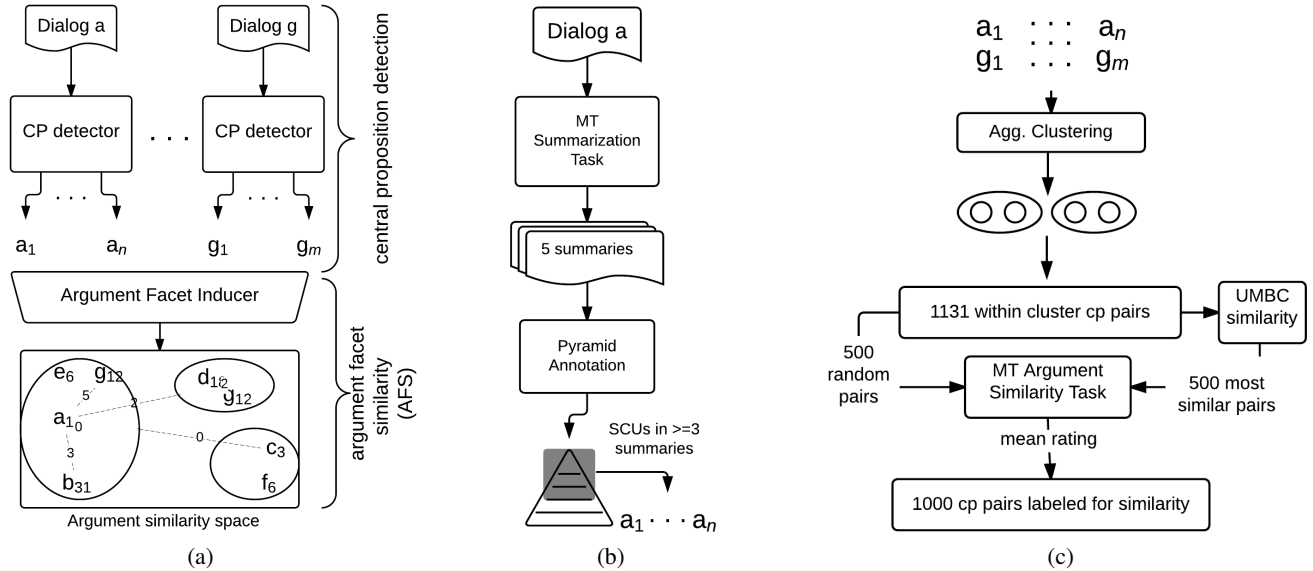 Dialog a
Dialog g
CP detector
. . .
CP detector
. . .
. . .
a1
an
g1
gm
central proposition detection
Argument Facet Inducer
e6
g12
5
a10
2
3
b31
d12
g12
0
c3
f6
argument facet
similarity
(AFS)
Argument similarity space
(a)
Dialog a
MT
Summarization
Task
5 summaries
Pyramid
Annotation
SCUs in >=3
summaries
a1 · · · an
(b)
a1 . . . an
g1 . . . gm
Agg. Clustering
1131 within cluster cp pairs
UMBC
similarity
500
random
pairs
MT Argument
Similarity Task
500 most
similar pairs
mean rating
1000 cp pairs labeled for similarity
(c)